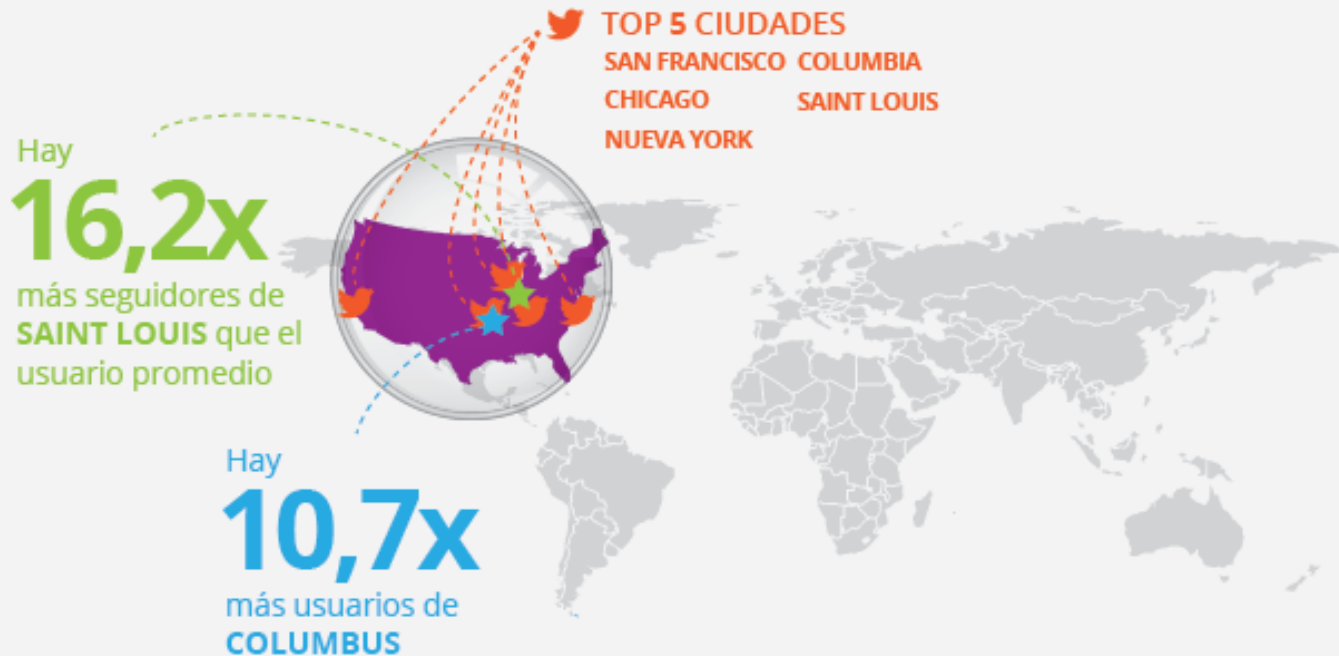 TOP 5 CIUDADES
SAN FRANCISCO COLUMBIA
CHICAGO SAINT LOUIS
NUEVA YORK
Hay
16,2x
más seguidores de
SAINT LOUIS que el
usuario promedio
Hay
10,7x
más usuarios de
COLUMBUS